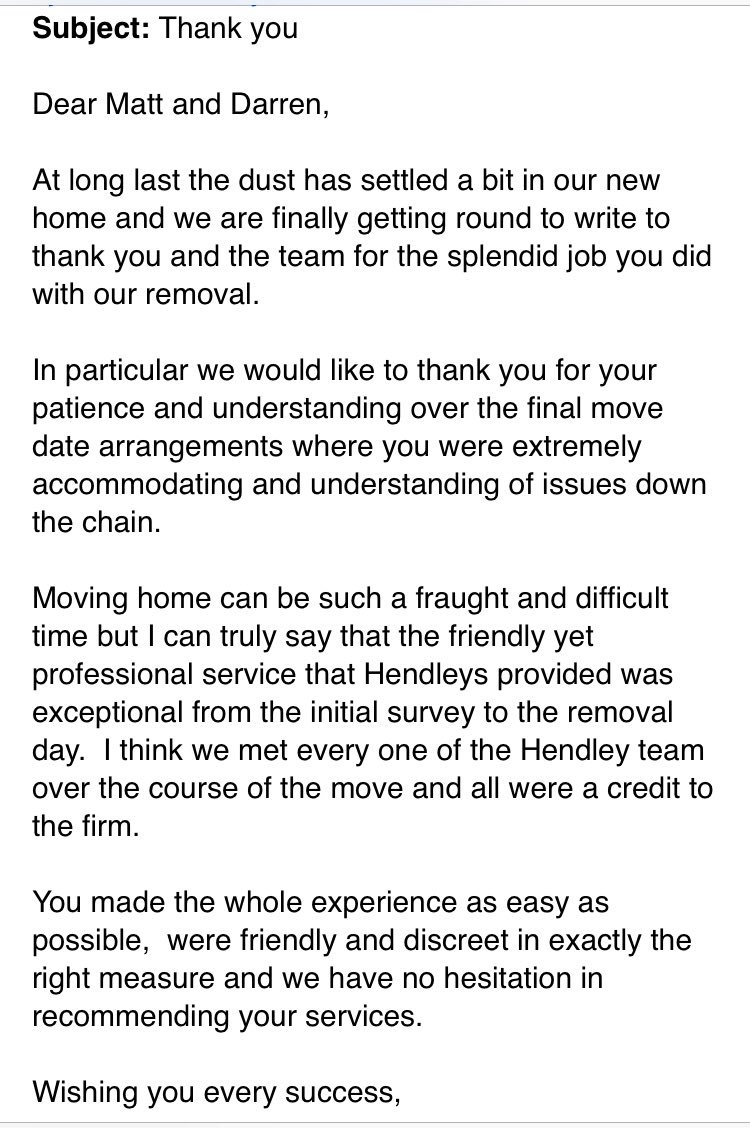 Subject: Thank you
Dear Matt and Darren,
At long last the dust has settled a bit in our new
home and we are finally getting round to write to
thank you and the team for the splendid job you did
with our removal.
In particular we would like to thank you for your
patience and understanding over the final move
date arrangements where you were extremely
accommodating and understanding of issues down
the chain.
Moving home can be such a fraught and difficult
time but I can truly say that the friendly yet
professional service that Hendleys provided was
exceptional from the initial survey to the removal
day.  I think we met every one of the Hendley team
over the course of the move and all were a credit to
the firm.
You made the whole experience as easy as
possible,  were friendly and discreet in exactly the
right measure and we have no hesitation in
recommending your services.
Wishing you every success,